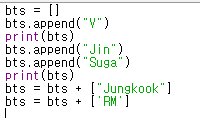 bts = []
bts.append("V")
print(bts)
bts.append("Jin")
bts.append("Suga")
print(bts)
bts = bts + ["Jungkook"]
bts = bts + ['RM']